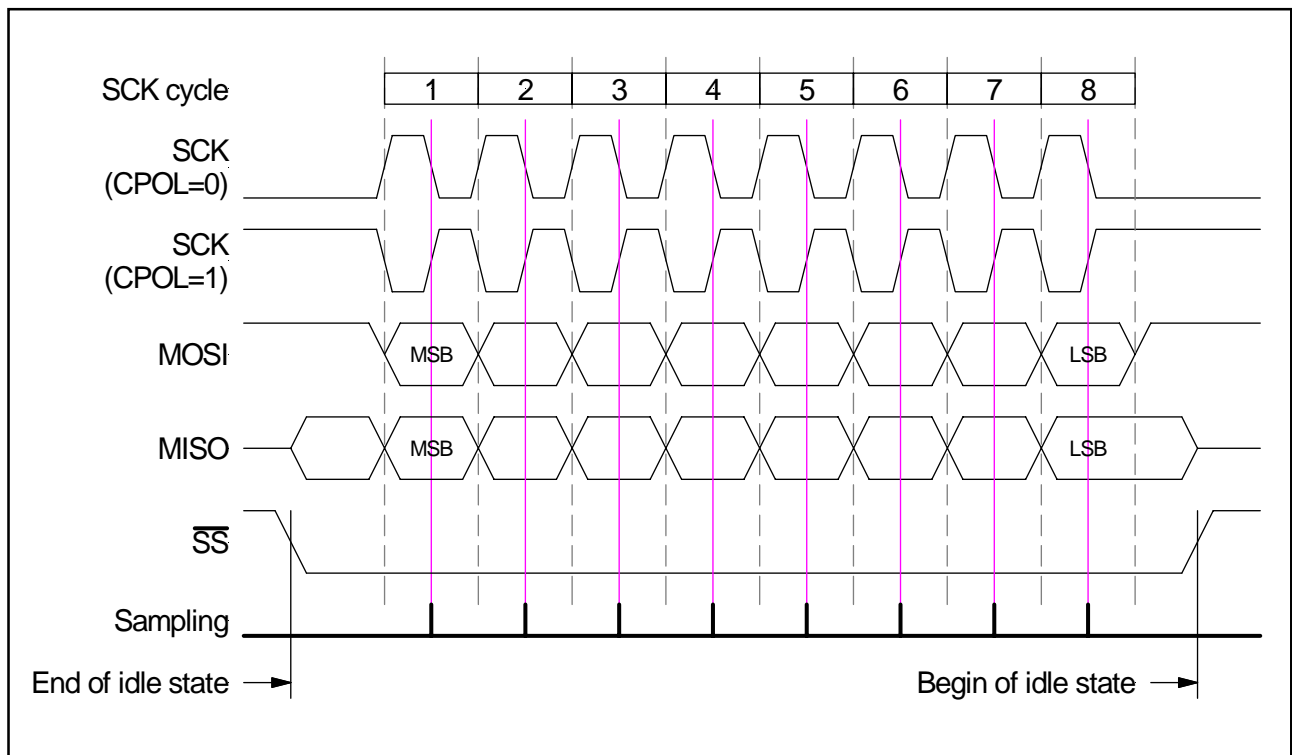 SCK cycle 1 2 3 4 5 6 7 8
SCK
(CPOL=0)
SCK
(CPOL=1)
MOSI MSB LSB
MISO MSB LSB
S̅S̅
Sampling
End of idle state Begin of idle state